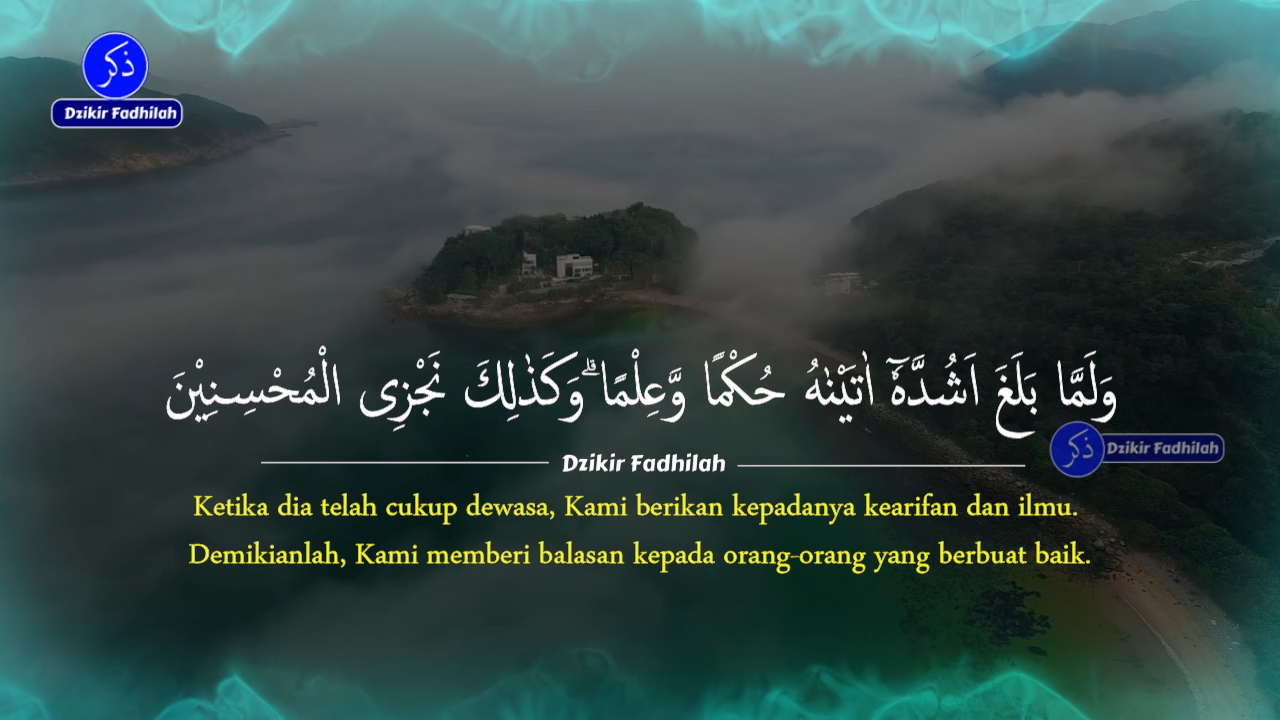 ذكر
Dzikir Fadhilah
وَلَمَّا بَلَغَ اَشُدَّهٗٓ اٰتَيْنٰهُ حُكْمًا وَّعِلْمًا ۗوَكَذٰلِكَ نَجْزِى الْمُحْسِنِيْنَ
ذكر Dzikir Fadhilah
Dzikir Fadhilah
Ketika dia telah cukup dewasa, Kami berikan kepadanya kearifan dan ilmu.
Demikianlah, Kami memberi balasan kepada orang-orang yang berbuat baik.